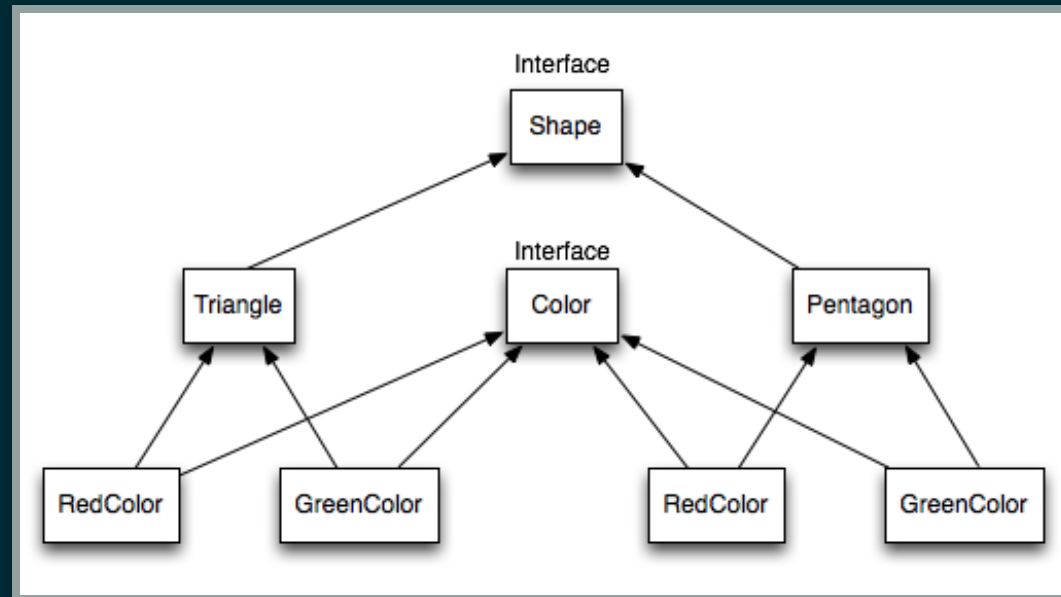 Interface
Shape
Interface
Triangle
Color
Pentagon
RedColor
GreenColor
RedColor
GreenColor